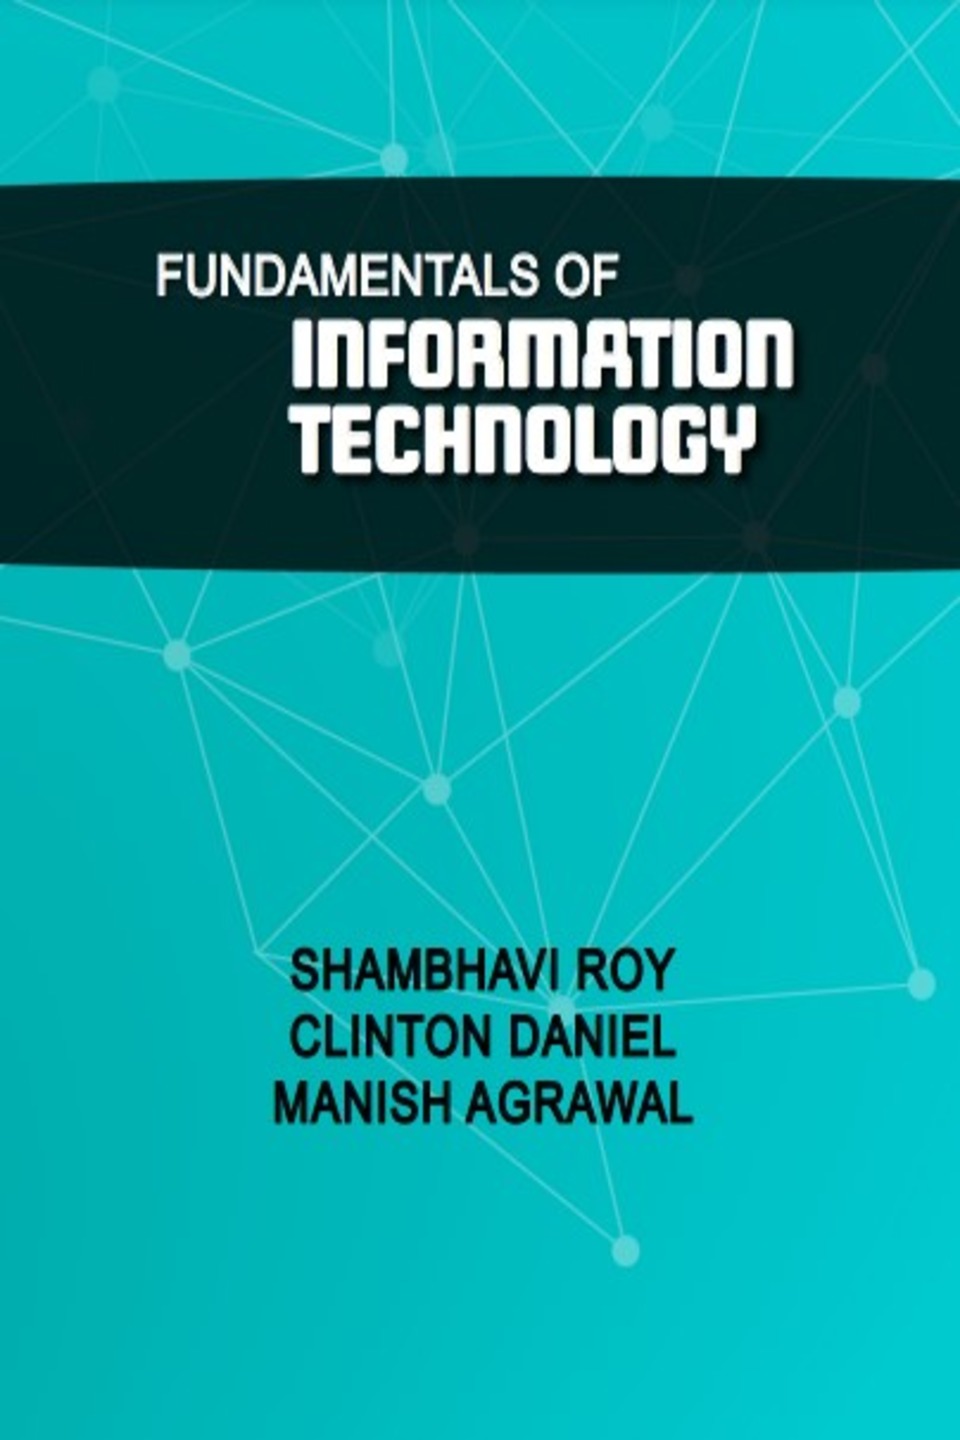 FUNDAMENTALS OF
INFORMATION
TECHNOLOGY
SHAMBHAVI ROY
CLINTON DANIEL
MANISH AGRAWAL